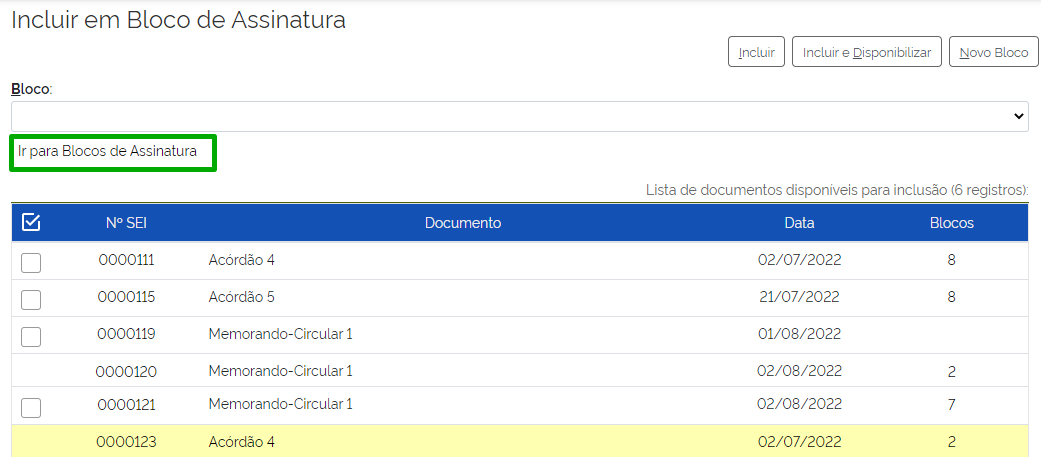 Incluir em Bloco de Assinatura
Incluir Incluir e Disponibilizar Novo Bloco
Bloco:
Ir para Blocos de Assinatura
Lista de documentos disponíveis para inclusão (6 registros):
Nº SEI Documento Data Blocos
0000111 Acórdão 4 02/07/2022 8
0000115 Acórdão 5 21/07/2022 8
0000119 Memorando-Circular 1 01/08/2022
0000120 Memorando-Circular 1 02/08/2022 2
0000121 Memorando-Circular 1 02/08/2022 7
0000123 Acórdão 4 02/07/2022 2